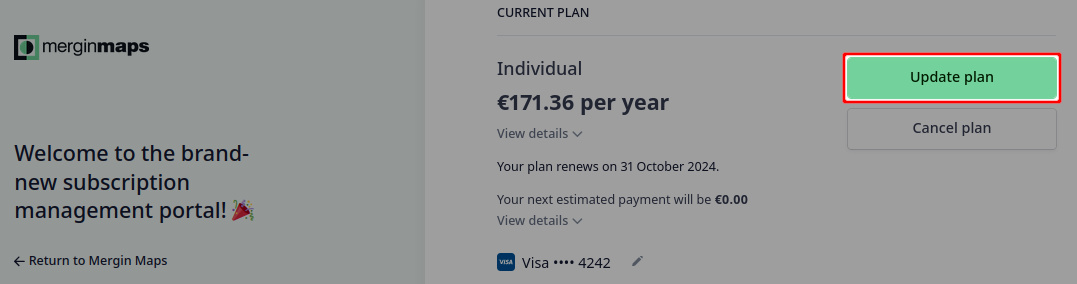 merginmaps
Welcome to the brand-
new subscription
management portal! 🎉
← Return to Mergin Maps
CURRENT PLAN
Individual
€171.36 per year
View details
Your plan renews on 31 October 2024.
Your next estimated payment will be €0.00
View details
VISA Visa •••• 4242
Update plan
Cancel plan